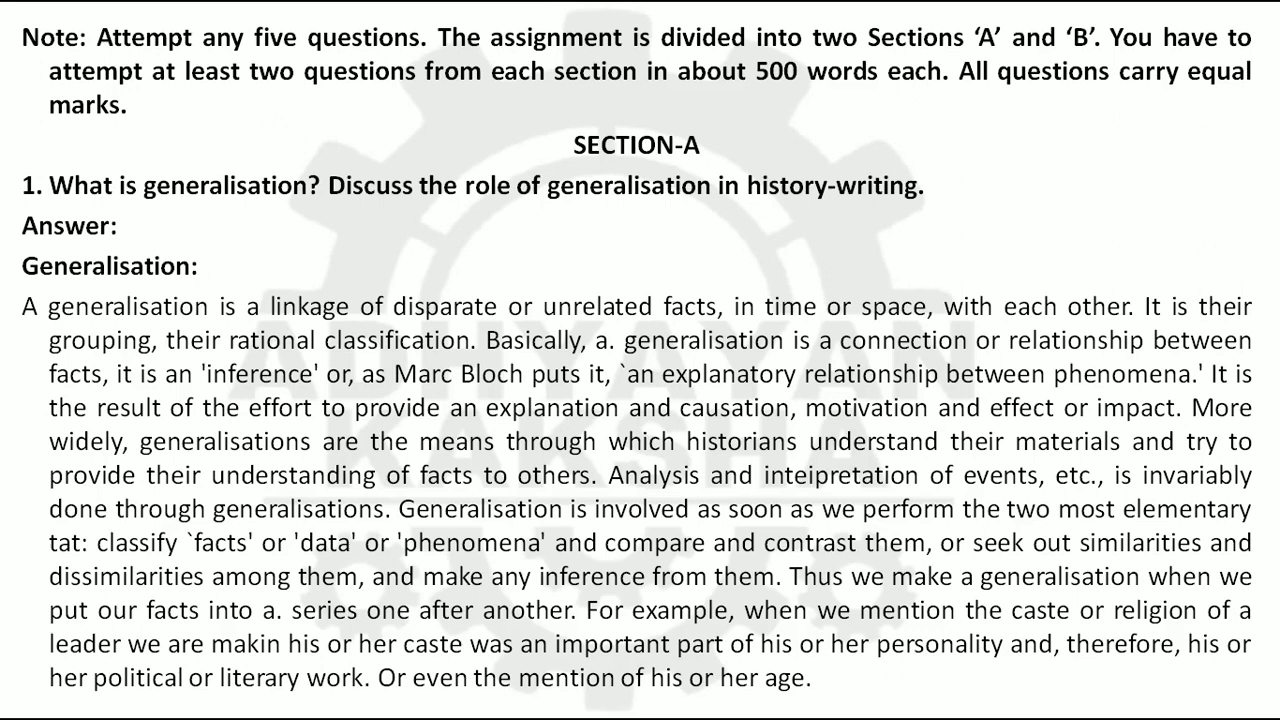 Note: Attempt any five questions. The assignment is divided into two Sections ‘A’ and ‘B’. You have to
attempt at least two questions from each section in about 500 words each. All questions carry equal
marks.
SECTION-A
1. What is generalisation? Discuss the role of generalisation in history-writing.
Answer:
Generalisation:
A generalisation is a linkage of disparate or unrelated facts, in time or space, with each other. It is their
grouping, their rational classification. Basically, a. generalisation is a connection or relationship between
facts, it is an 'inference' or, as Marc Bloch puts it, `an explanatory relationship between phenomena.' It is
the result of the effort to provide an explanation and causation, motivation and effect or impact. More
widely, generalisations are the means through which historians understand their materials and try to
provide their understanding of facts to others. Analysis and inteipretation of events, etc., is invariably
done through generalisations. Generalisation is involved as soon as we perform the two most elementary
tat: classify `facts' or 'data' or 'phenomena' and compare and contrast them, or seek out similarities and
dissimilarities among them, and make any inference from them. Thus we make a generalisation when we
put our facts into a. series one after another. For example, when we mention the caste or religion of a
leader we are makin his or her caste was an important part of his or her personality and, therefore, his or
her political or literary work. Or even the mention of his or her age.
ADHYAYAN
KAKSHA